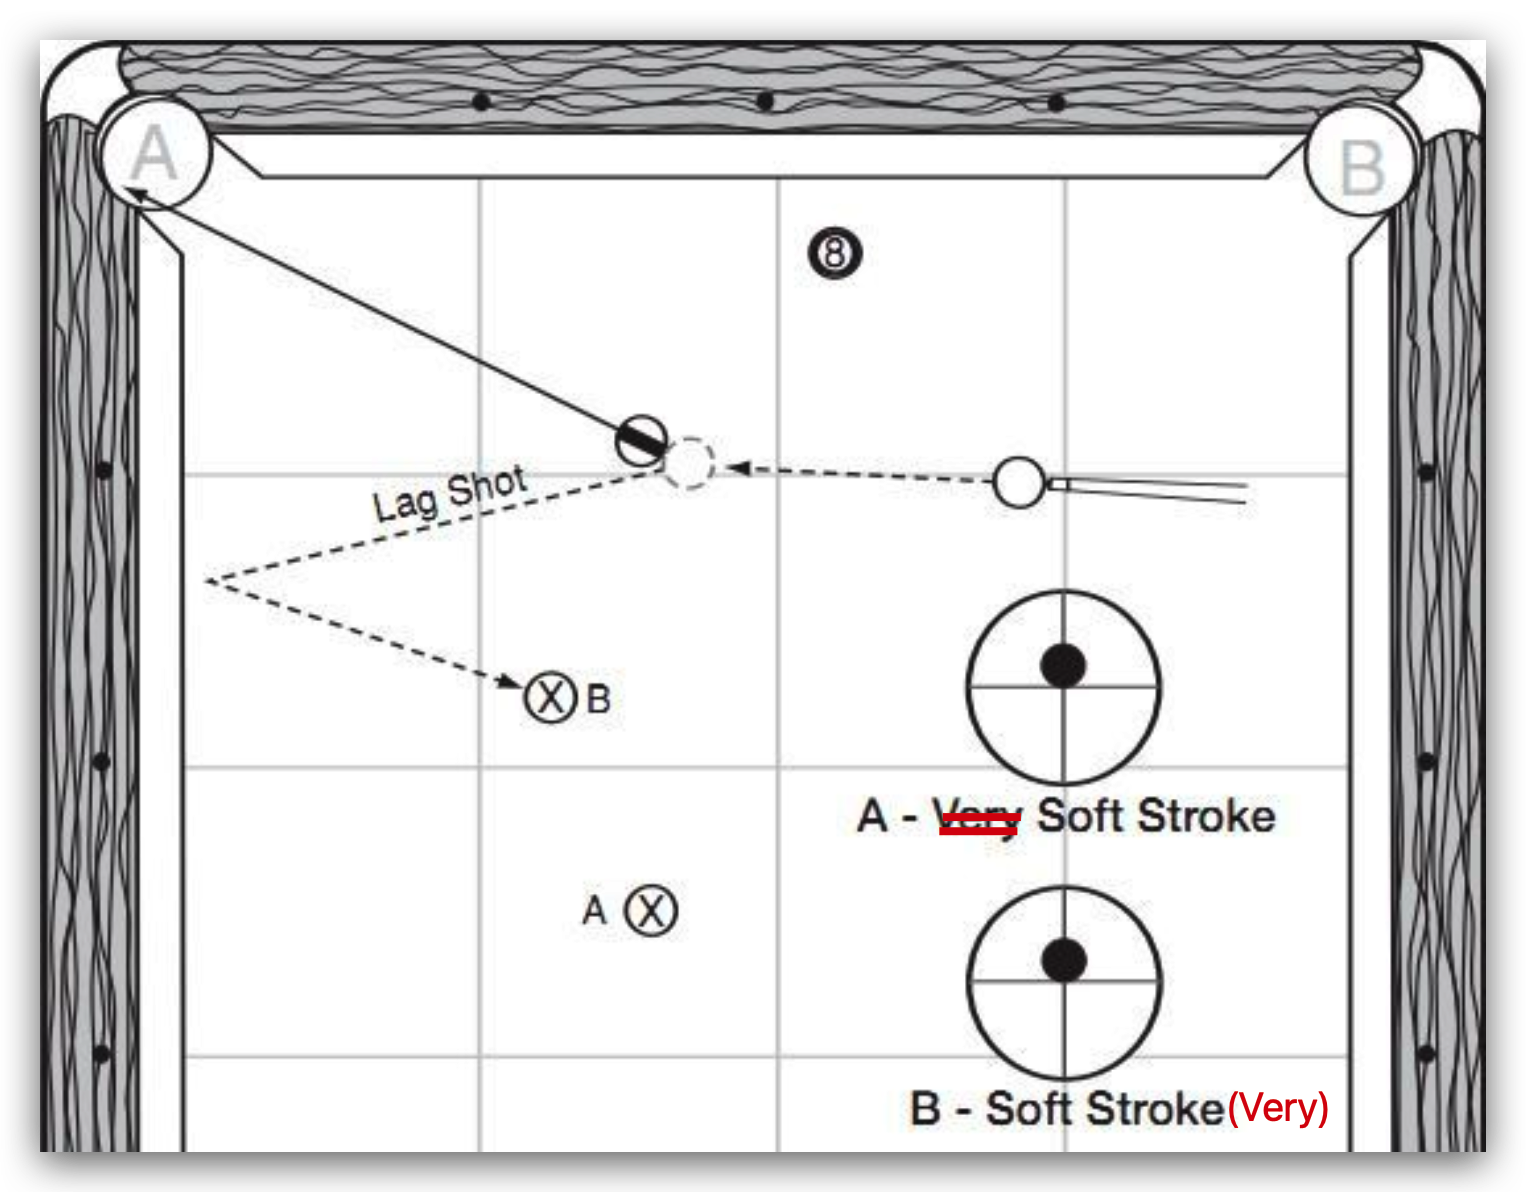 A
B
8
Lag Shot
X B
A - Very Soft Stroke
A X
B - Soft Stroke (Very)